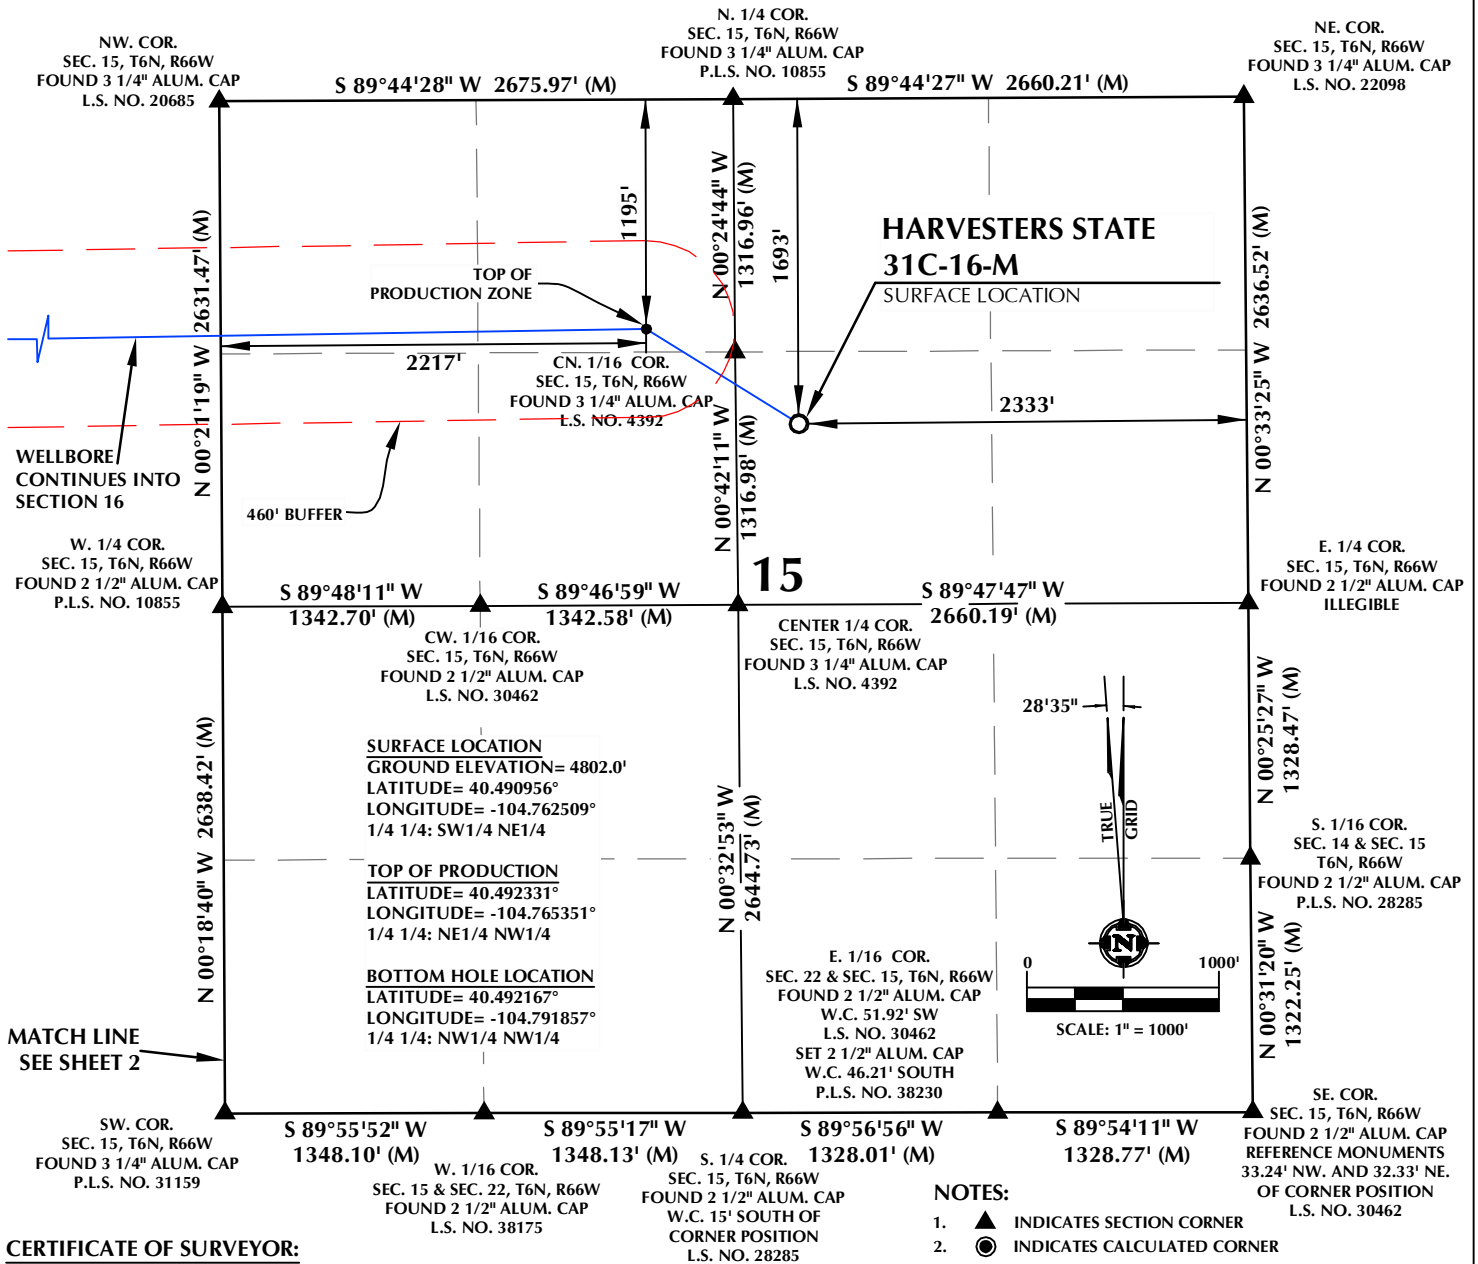 NW. COR.
SEC. 15, T6N, R66W
FOUND 3 1/4" ALUM. CAP
L.S. NO. 20685
N. 1/4 COR.
SEC. 15, T6N, R66W
FOUND 3 1/4" ALUM. CAP
P.L.S. NO. 10855
NE. COR.
SEC. 15, T6N, R66W
FOUND 3 1/4" ALUM. CAP
L.S. NO. 22098
S 89°44'28" W 2675.97' (M)
S 89°44'27" W 2660.21' (M)
N 00°21'19" W 2631.47' (M)
1195'
N 00°24'44" W
1316.96' (M)
1693'
HARVESTERS STATE
31C-16-M
SURFACE LOCATION
N 00°33'25" W 2636.52' (M)
TOP OF
PRODUCTION ZONE
2217'
CN. 1/16 COR.
SEC. 15, T6N, R66W
FOUND 3 1/4" ALUM. CAP
L.S. NO. 4392
2333'
WELLBORE
CONTINUES INTO
SECTION 16
460' BUFFER
N 00°42'11" W
1316.98' (M)
W. 1/4 COR.
SEC. 15, T6N, R66W
FOUND 2 1/2" ALUM. CAP
P.L.S. NO. 10855
15
E. 1/4 COR.
SEC. 15, T6N, R66W
FOUND 2 1/2" ALUM. CAP
ILLEGIBLE
S 89°48'11" W
1342.70' (M)
S 89°46'59" W
1342.58' (M)
S 89°47'47" W
2660.19' (M)
CW. 1/16 COR.
SEC. 15, T6N, R66W
FOUND 2 1/2" ALUM. CAP
L.S. NO. 30462
CENTER 1/4 COR.
SEC. 15, T6N, R66W
FOUND 3 1/4" ALUM. CAP
L.S. NO. 4392
N 00°18'40" W 2638.42' (M)
SURFACE LOCATION
GROUND ELEVATION= 4802.0'
LATITUDE= 40.490956°
LONGITUDE= -104.762509°
1/4 1/4: SW1/4 NE1/4
TOP OF PRODUCTION
LATITUDE= 40.492331°
LONGITUDE= -104.765351°
1/4 1/4: NE1/4 NW1/4
BOTTOM HOLE LOCATION
LATITUDE= 40.492167°
LONGITUDE= -104.791857°
1/4 1/4: NW1/4 NW1/4
N 00°32'53" W
2644.73' (M)
28'35"
TRUE
GRID
N
0 1000'
SCALE: 1" = 1000'
N 00°25'27" W
1328.47' (M)
S. 1/16 COR.
SEC. 14 & SEC. 15
T6N, R66W
FOUND 2 1/2" ALUM. CAP
P.L.S. NO. 28285
N 00°31'20" W
1322.25' (M)
E. 1/16 COR.
SEC. 22 & SEC. 15, T6N, R66W
FOUND 2 1/2" ALUM. CAP
W.C. 51.92' SW
L.S. NO. 30462
SET 2 1/2" ALUM. CAP
W.C. 46.21' SOUTH
P.L.S. NO. 38230
MATCH LINE
SEE SHEET 2
SW. COR.
SEC. 15, T6N, R66W
FOUND 3 1/4" ALUM. CAP
P.L.S. NO. 31159
S 89°55'52" W
1348.10' (M)
S 89°55'17" W
1348.13' (M)
S 89°56'56" W
1328.01' (M)
S 89°54'11" W
1328.77' (M)
W. 1/16 COR.
SEC. 15 & SEC. 22, T6N, R66W
FOUND 2 1/2" ALUM. CAP
L.S. NO. 38175
S. 1/4 COR.
SEC. 15, T6N, R66W
FOUND 2 1/2" ALUM. CAP
W.C. 15' SOUTH OF
CORNER POSITION
L.S. NO. 28285
SE. COR.
SEC. 15, T6N, R66W
FOUND 2 1/2" ALUM. CAP
REFERENCE MONUMENTS
33.24' NW. AND 32.33' NE.
OF CORNER POSITION
L.S. NO. 30462
NOTES:
1. INDICATES SECTION CORNER
2. INDICATES CALCULATED CORNER
CERTIFICATE OF SURVEYOR: